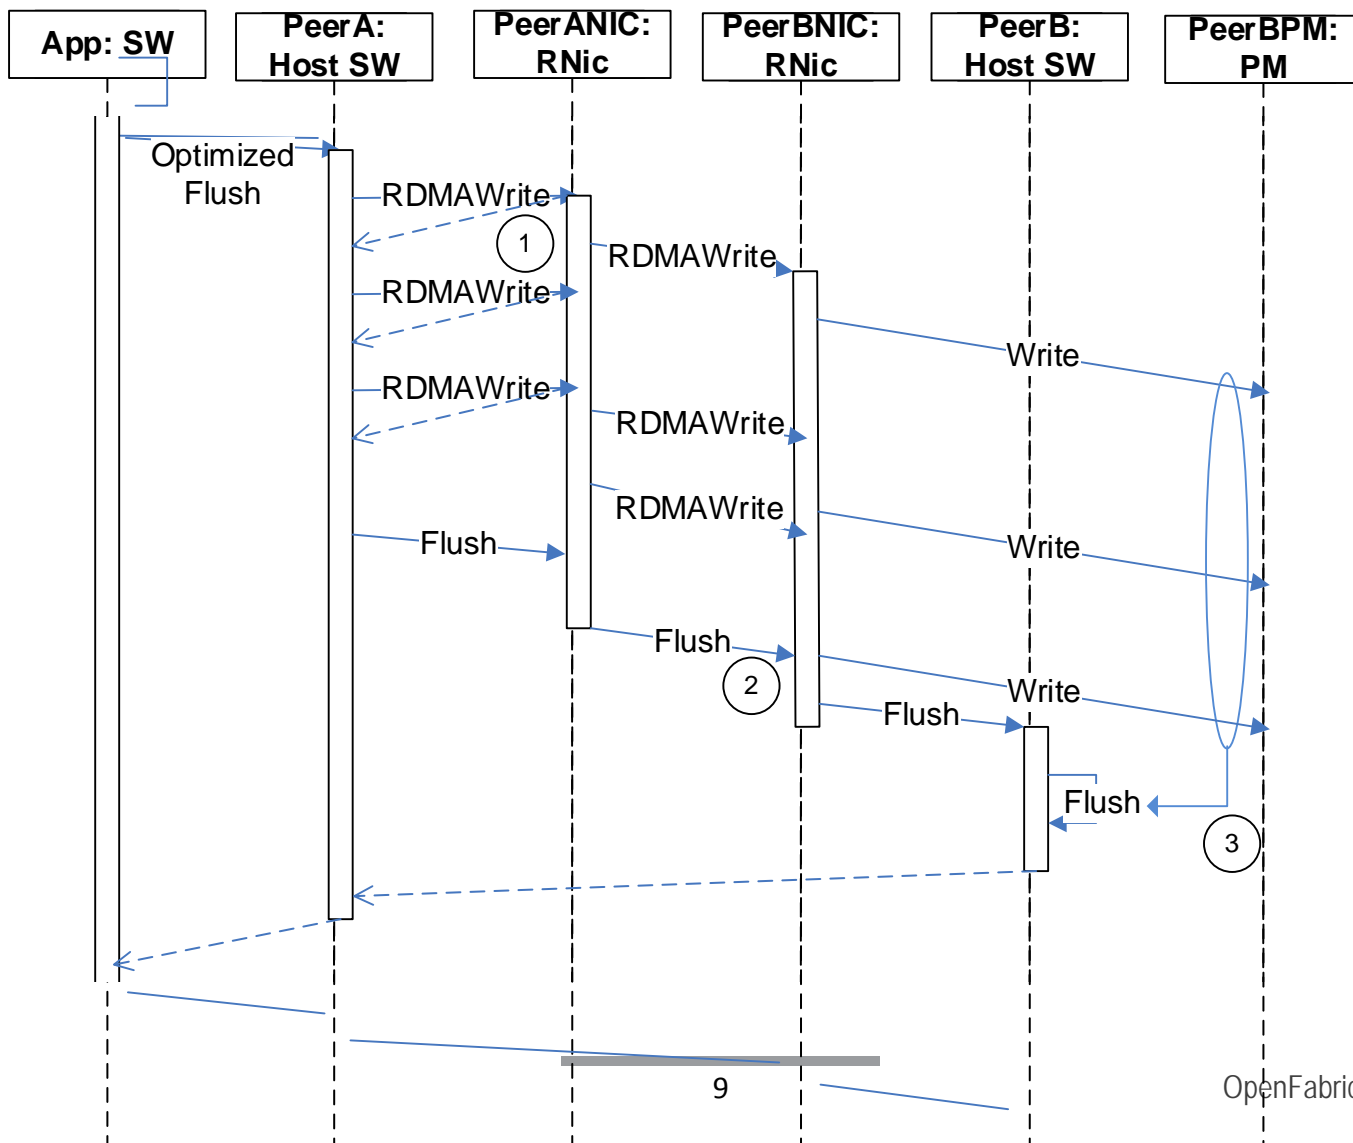 App: SW
PeerA:
Host SW
PeerANIC:
RNic
PeerBNIC:
RNic
PeerB:
Host SW
PeerBPM:
PM
Optimized
Flush
RDMAWrite
1
RDMAWrite
RDMAWrite
Write
RDMAWrite
RDMAWrite
RDMAWrite
Flush
Write
Flush
2
Write
Flush
Flush
3
9
OpenFabric